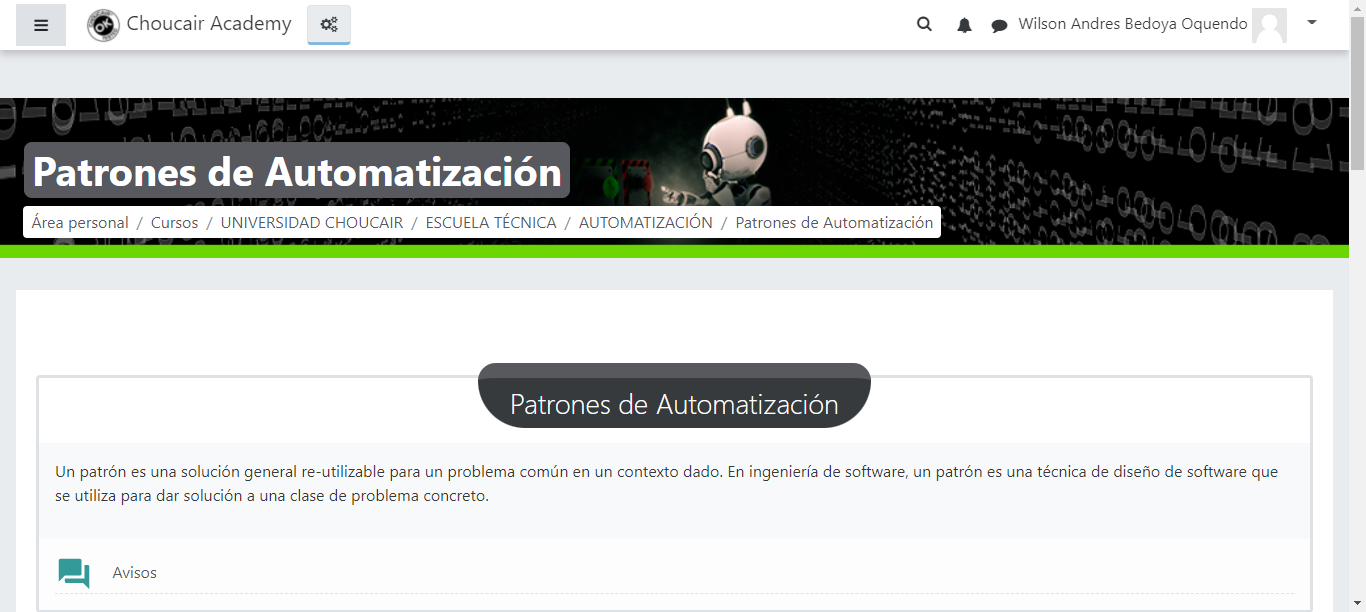 Choucair Academy
Wilson Andres Bedoya Oquendo
Patrones de Automatización
Área personal / Cursos / UNIVERSIDAD CHOUCAIR / ESCUELA TÉCNICA / AUTOMATIZACIÓN / Patrones de Automatización
Patrones de Automatización
Un patrón es una solución general re-utilizable para un problema común en un contexto dado. En ingeniería de software, un patrón es una técnica de diseño de software que
se utiliza para dar solución a una clase de problema concreto.
Avisos